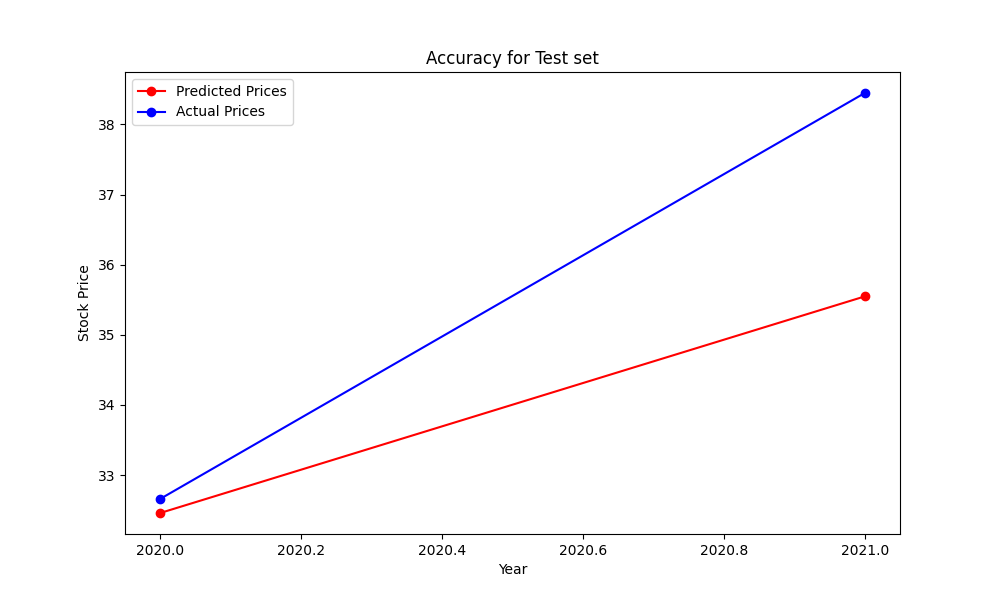 Accuracy for Test set
Predicted Prices
Actual Prices
38
37
36
35
34
33
Stock Price
2020.0 2020.2 2020.4 2020.6 2020.8 2021.0
Year